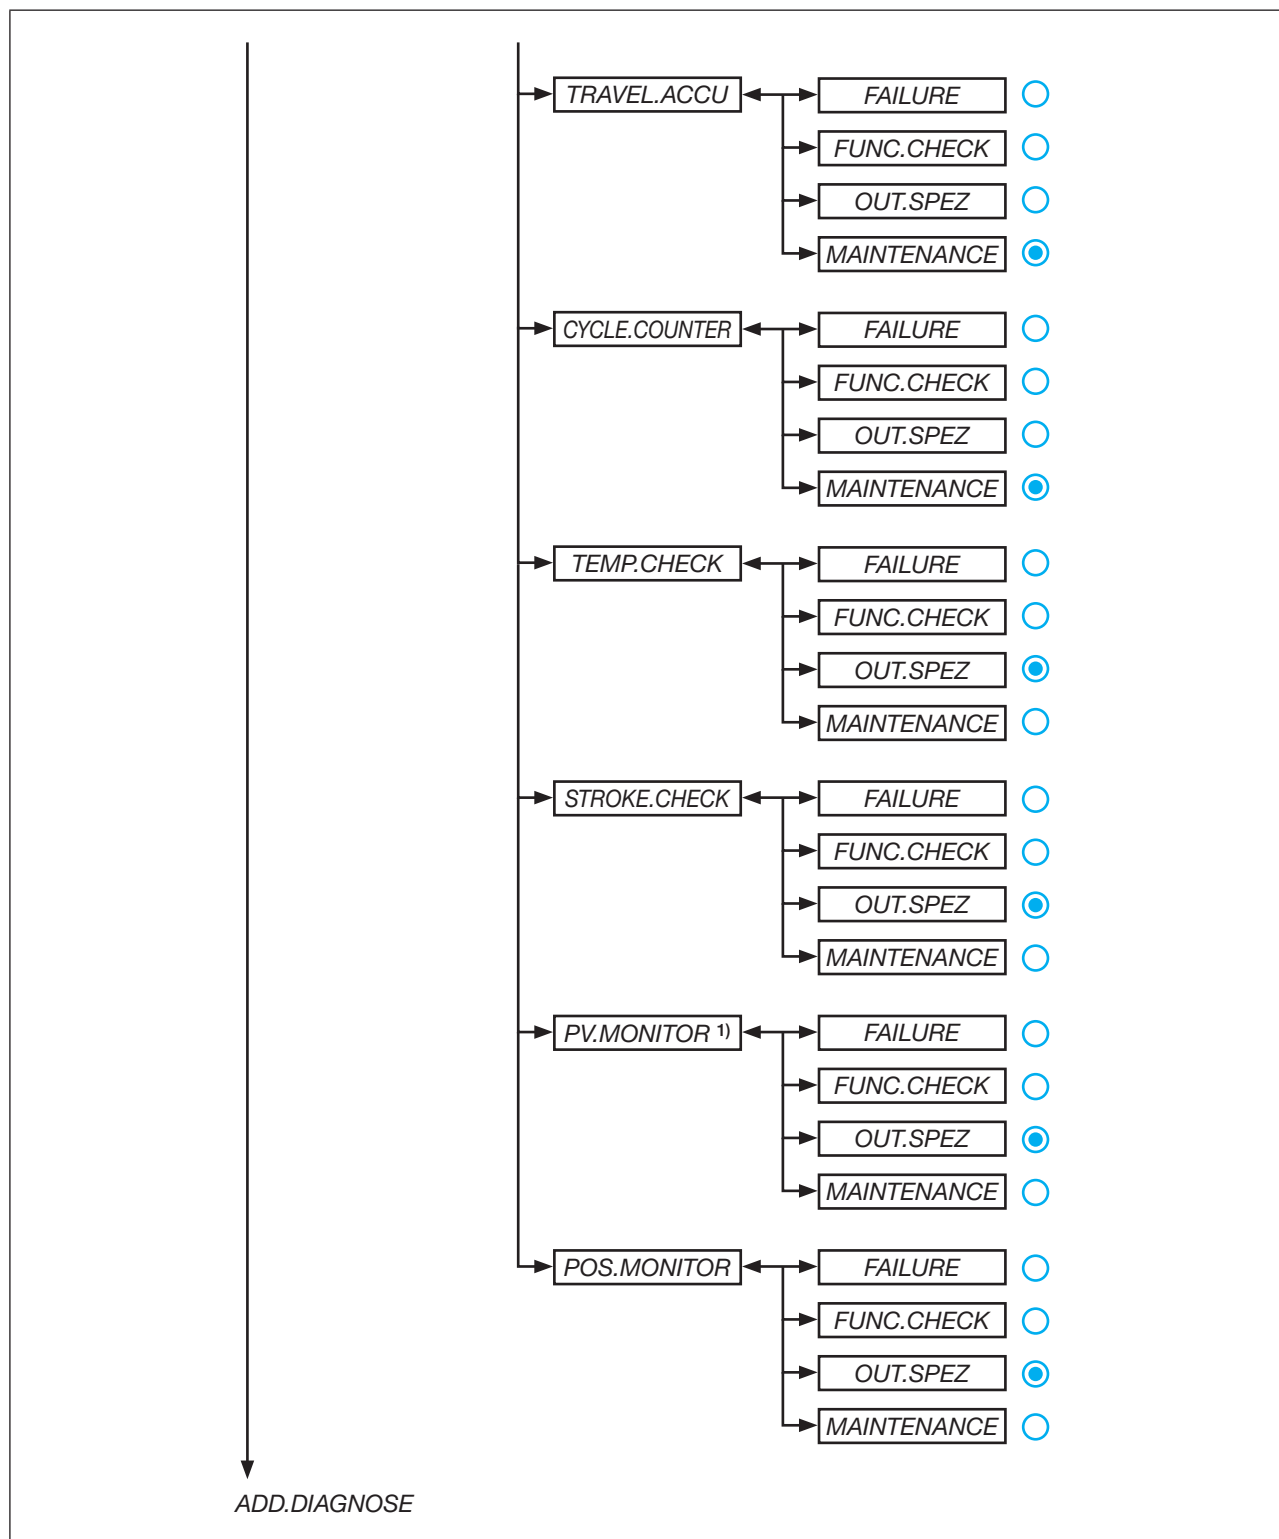 TRAVEL.ACCU FAILURE
FUNC.CHECK
OUT.SPEZ
MAINTENANCE
CYCLE.COUNTER FAILURE
FUNC.CHECK
OUT.SPEZ
MAINTENANCE
TEMP.CHECK FAILURE
FUNC.CHECK
OUT.SPEZ
MAINTENANCE
STROKE.CHECK FAILURE
FUNC.CHECK
OUT.SPEZ
MAINTENANCE
PV.MONITOR 1) FAILURE
FUNC.CHECK
OUT.SPEZ
MAINTENANCE
POS.MONITOR FAILURE
FUNC.CHECK
OUT.SPEZ
MAINTENANCE
ADD.DIAGNOSE